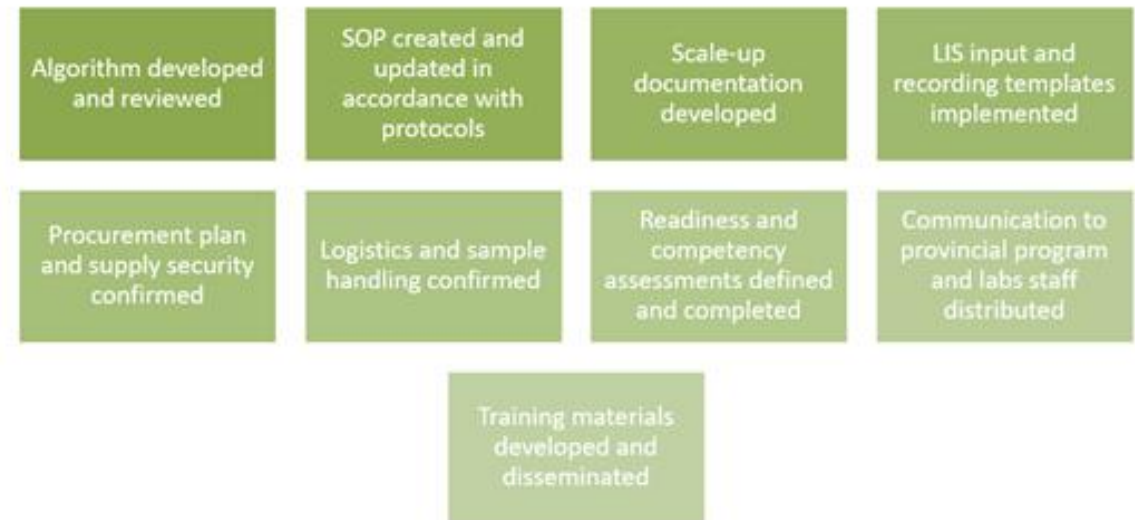 Algorithm developed
and reviewed
SOP created and
updated in
accordance with
protocols
Scale-up
documentation
developed
LIS input and
recording templates
implemented
Procurement plan
and supply security
confirmed
Logistics and sample
handling confirmed
Readiness and
competency
assessments defined
and completed
Communication to
provincial program
and labs staff
distributed
Training materials
developed and
disseminated